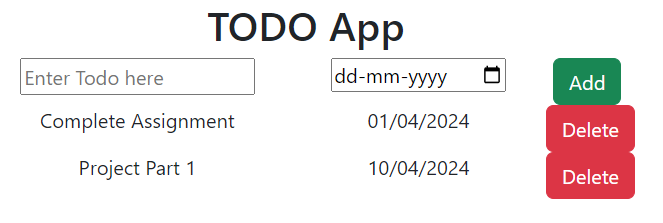 TODO App
Enter Todo here dd-mm-yyyy Add
Complete Assignment 01/04/2024 Delete
Project Part 1 10/04/2024 Delete